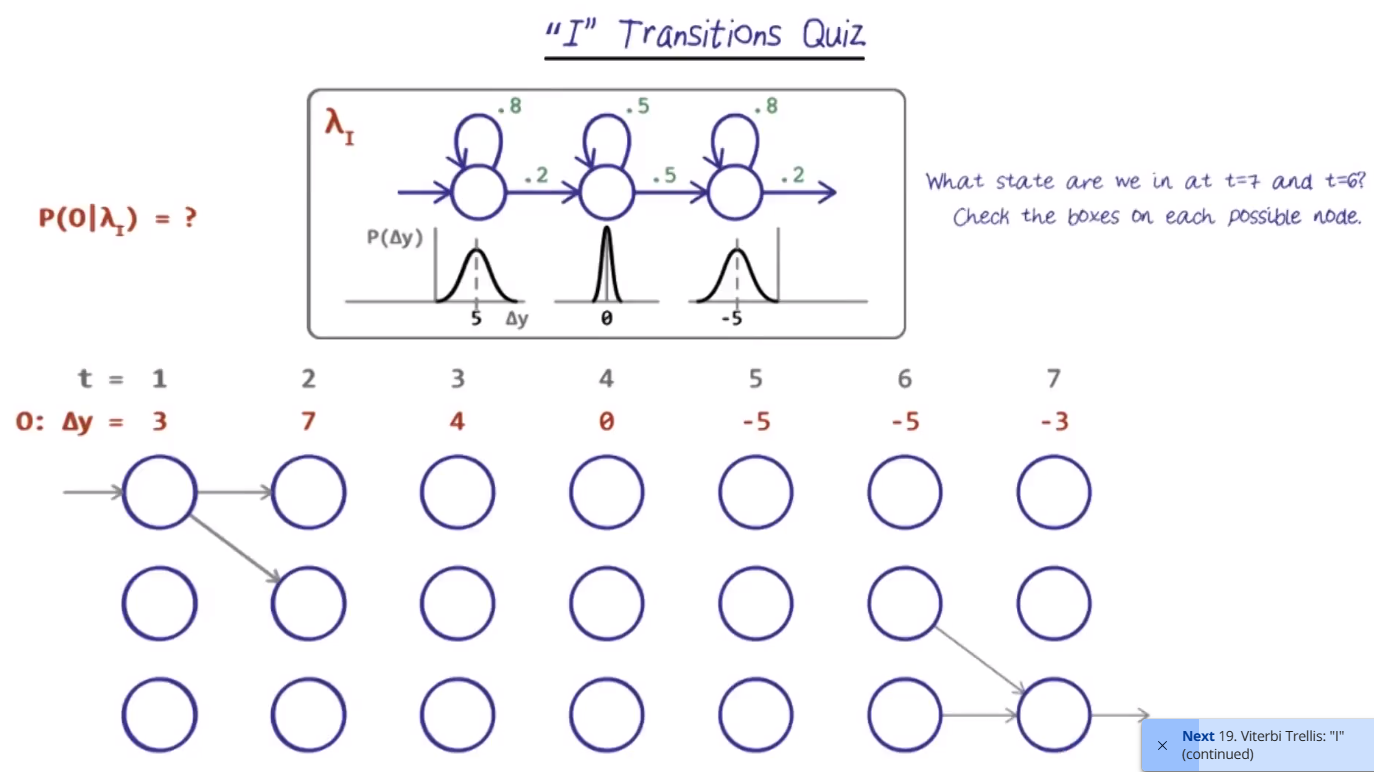 "I" Transitions Quiz
λI
.8 .5 .8
.2 .5 .2
What state are we in at t=7 and t=6?
Check the boxes on each possible node.
P(O|λI) = ?
P(Δy)
5 Δy 0 -5
t = 1 2 3 4 5 6 7
O: Δy = 3 7 4 0 -5 -5 -3
Next 19. Viterbi Trellis: "I"
(continued)